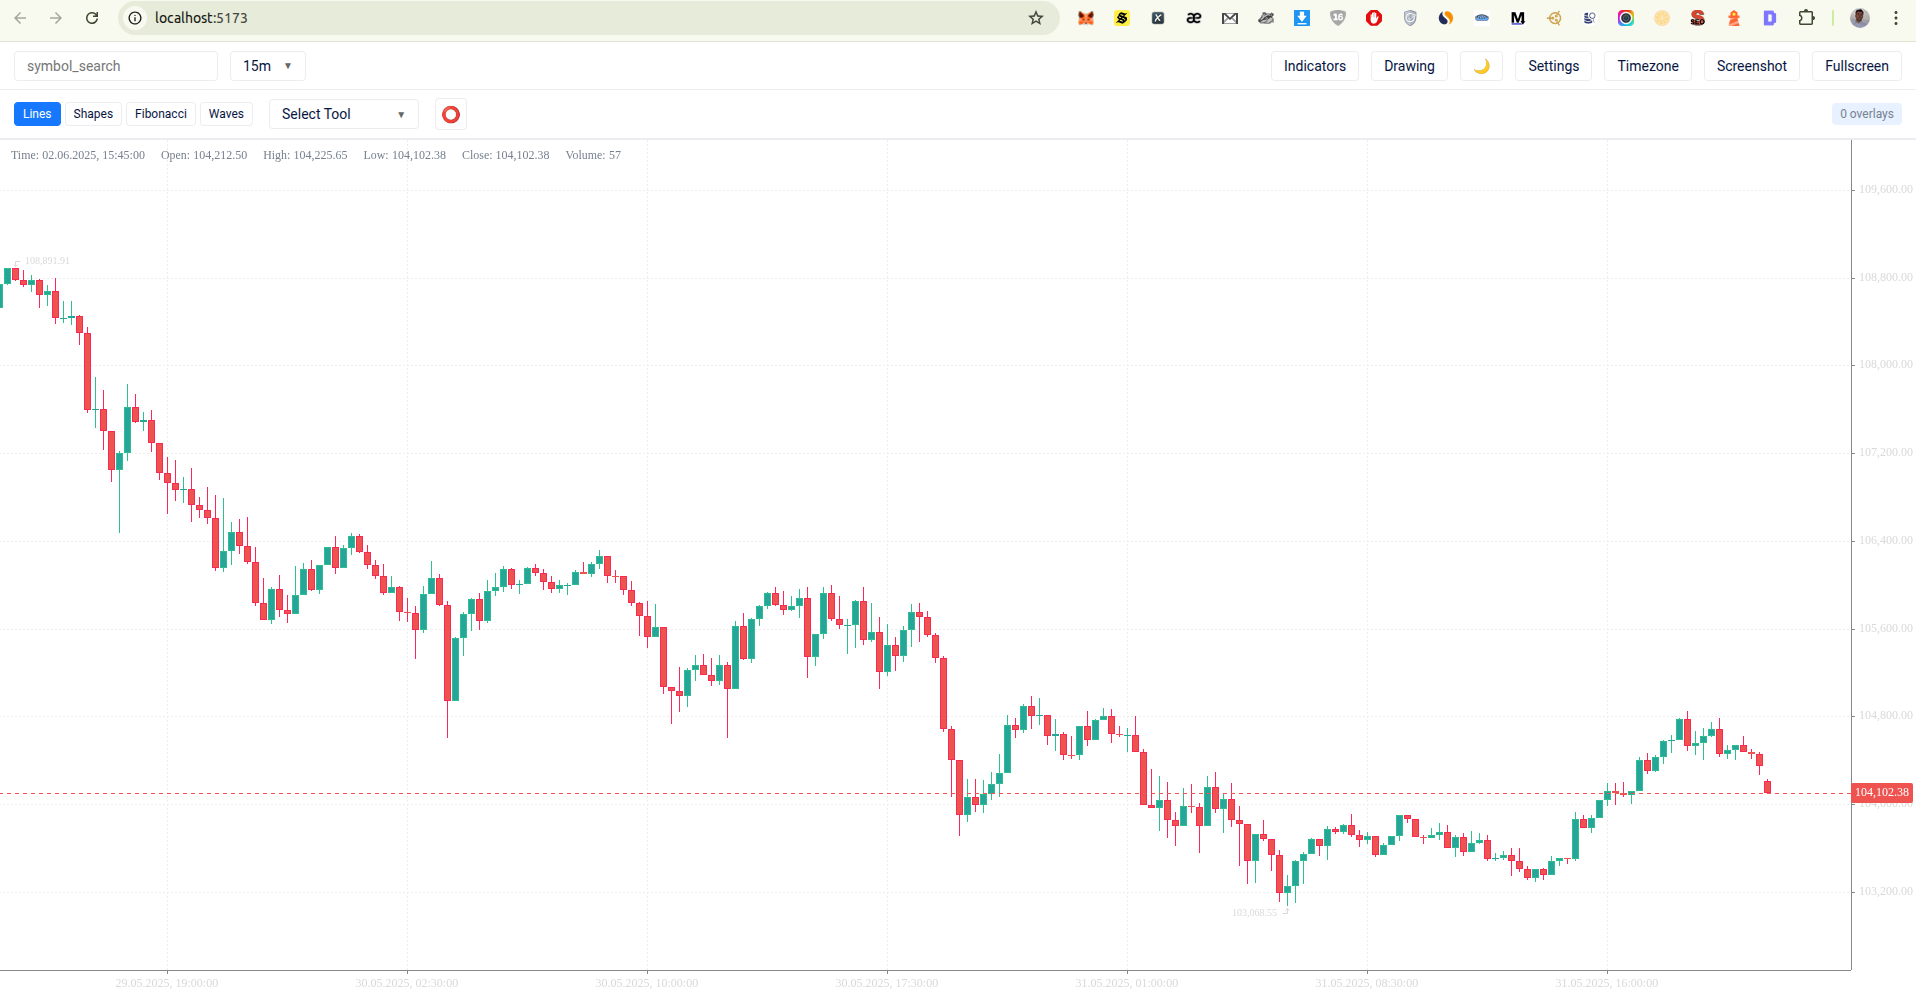 localhost:5173
symbol_search 15m Indicators Drawing Settings Timezone Screenshot Fullscreen
Lines Shapes Fibonacci Waves Select Tool 0 overlays
Time: 02.06.2025, 15:45:00 Open: 104,212.50 High: 104,225.65 Low: 104,102.38 Close: 104,102.38 Volume: 57
109,600.00
108,891.91
108,800.00
108,000.00
107,200.00
106,400.00
105,600.00
104,800.00
104,102.38
103,200.00
103,068.55
29.05.2025, 19:00:00 30.05.2025, 02:30:00 30.05.2025, 10:00:00 30.05.2025, 17:30:00 31.05.2025, 01:00:00 31.05.2025, 08:30:00 31.05.2025, 16:00:00